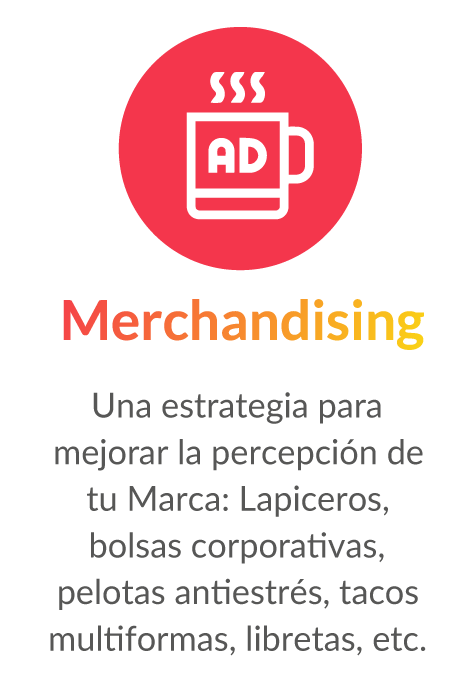 AD
Merchandising
Una estrategia para
mejorar la percepción de
tu Marca: Lapiceros,
bolsas corporativas,
pelotas antiestrés, tacos
multiformas, libretas, etc.